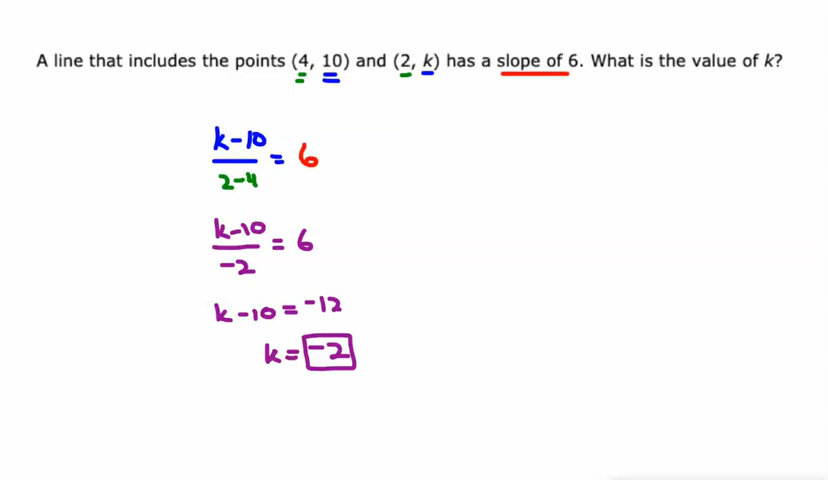 A line that includes the points (4, 10) and (2, k) has a slope of 6. What is the value of k?
k-10
2-4
= 6
k-10
-2
= 6
k-10 = -12
k = -2